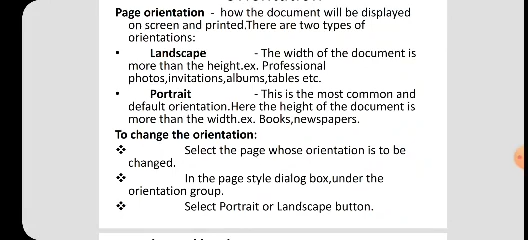 Page orientation - how the document will be displayed
on screen and printed.There are two types of
orientations:
• Landscape - The width of the document is
more than the height.ex. Professional
photos,invitations,albums,tables etc.
• Portrait - This is the most common and
default orientation.Here the height of the document is
more than the width.ex. Books,newspapers.
To change the orientation:
❖ Select the page whose orientation is to be
changed.
❖ In the page style dialog box,under the
orientation group.
❖ Select Portrait or Landscape button.